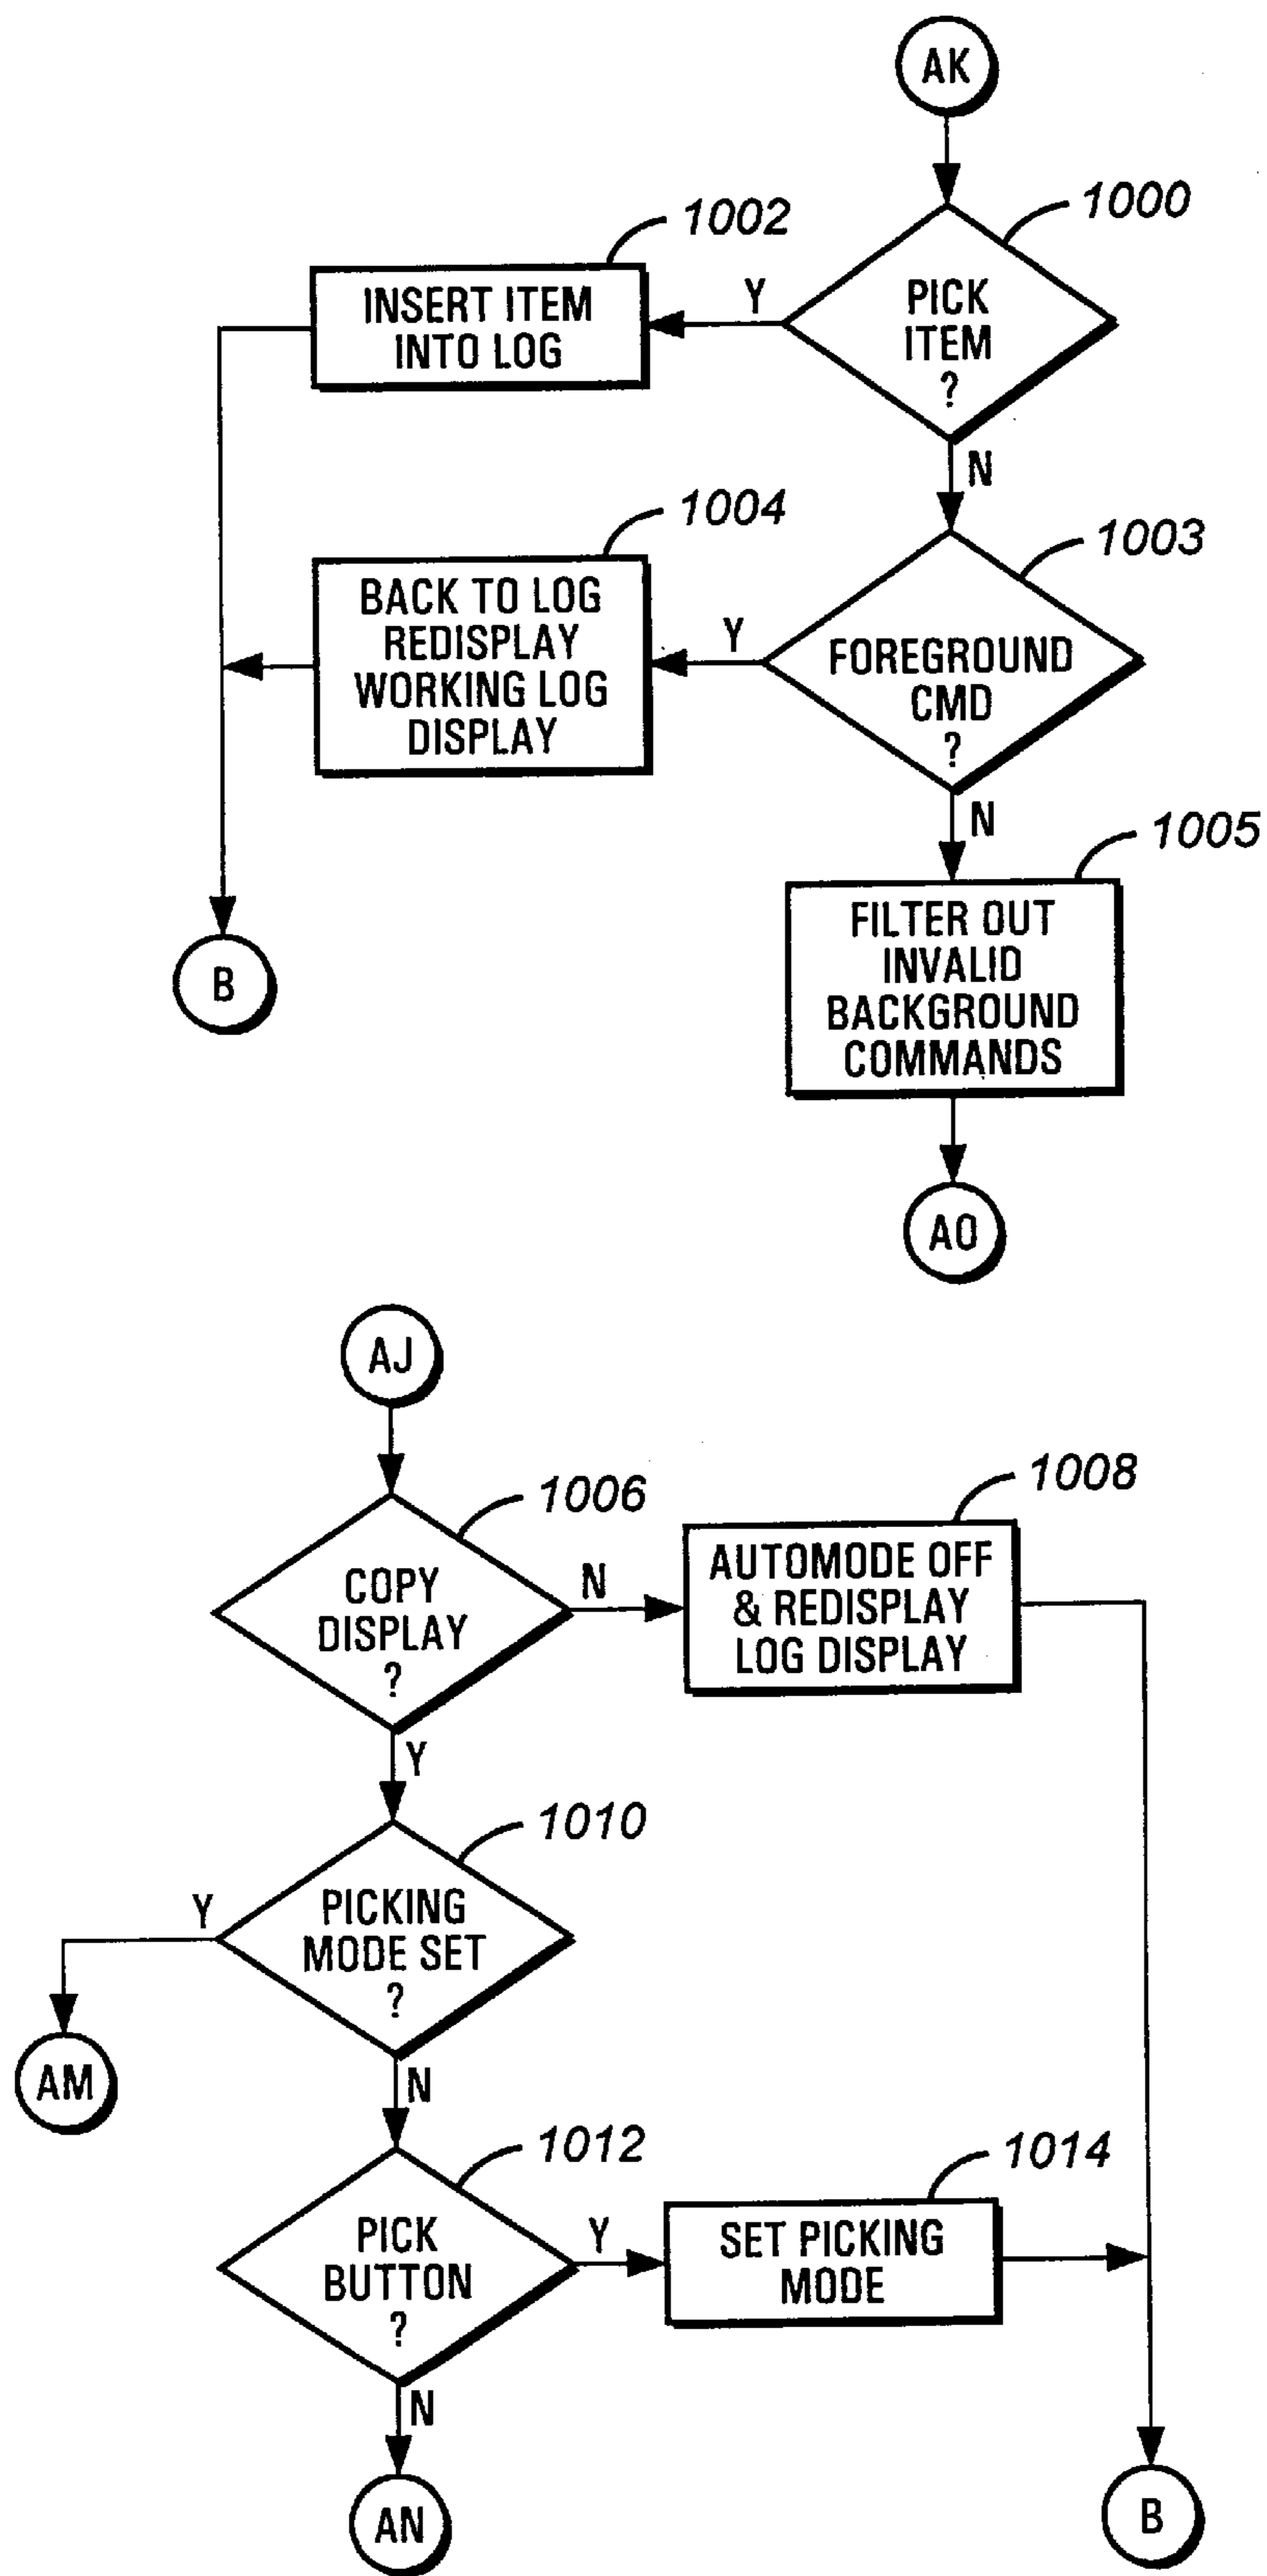 AK
1000
PICK
ITEM
?
Y
1002
INSERT ITEM
INTO LOG
N
1003
FOREGROUND
CMD
?
Y
1004
BACK TO LOG
REDISPLAY
WORKING LOG
DISPLAY
B
N
1005
FILTER OUT
INVALID
BACKGROUND
COMMANDS
AO
AJ
1006
COPY
DISPLAY
?
N
1008
AUTOMODE OFF
& REDISPLAY
LOG DISPLAY
Y
1010
PICKING
MODE SET
?
Y
AM
N
1012
PICK
BUTTON
?
Y
1014
SET PICKING
MODE
N
AN
B